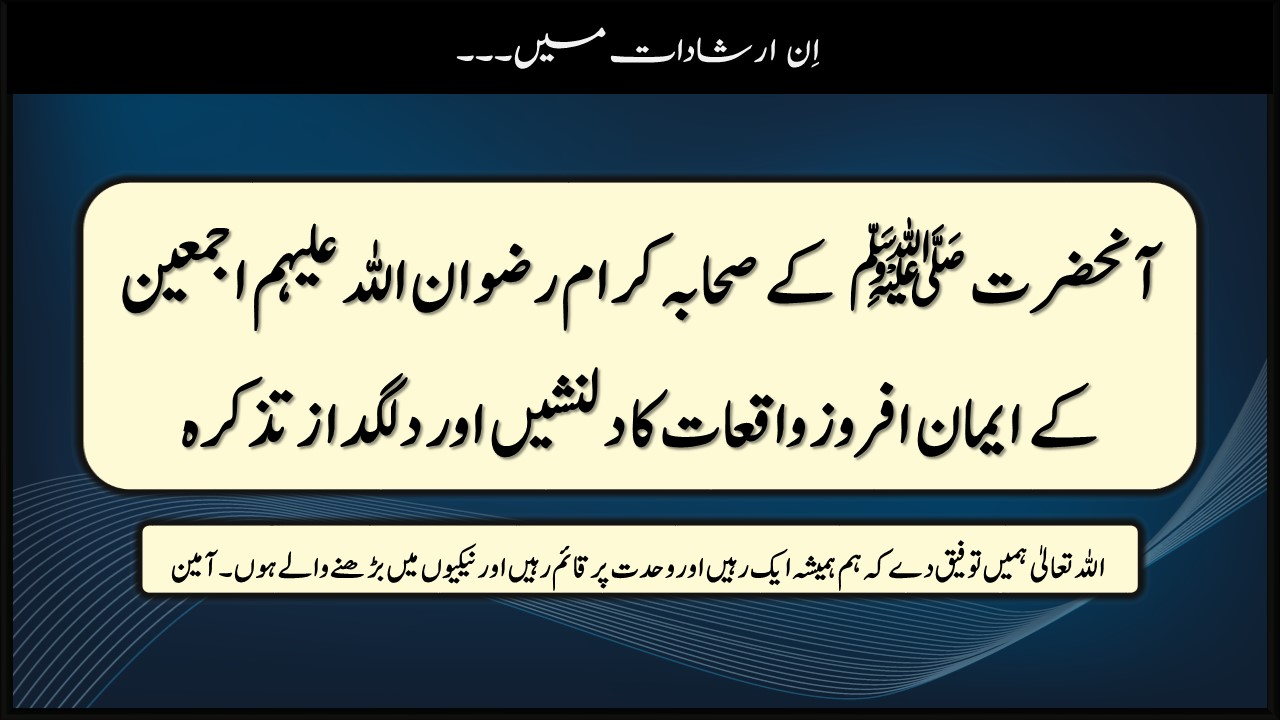 اِن ارشادات میں۔۔۔
آنحضرت ﷺ کے صحابہ کرام رضوان اللہ علیہم اجمعین
کے ایمان افروز واقعات کا دلنشیں اور دلگداز تذکرہ
اللہ تعالیٰ ہمیں توفیق دے کہ ہم ہمیشہ ایک رہیں اور وحدت پر قائم رہیں اور نیکیوں میں بڑھنے والے ہوں۔ آمین